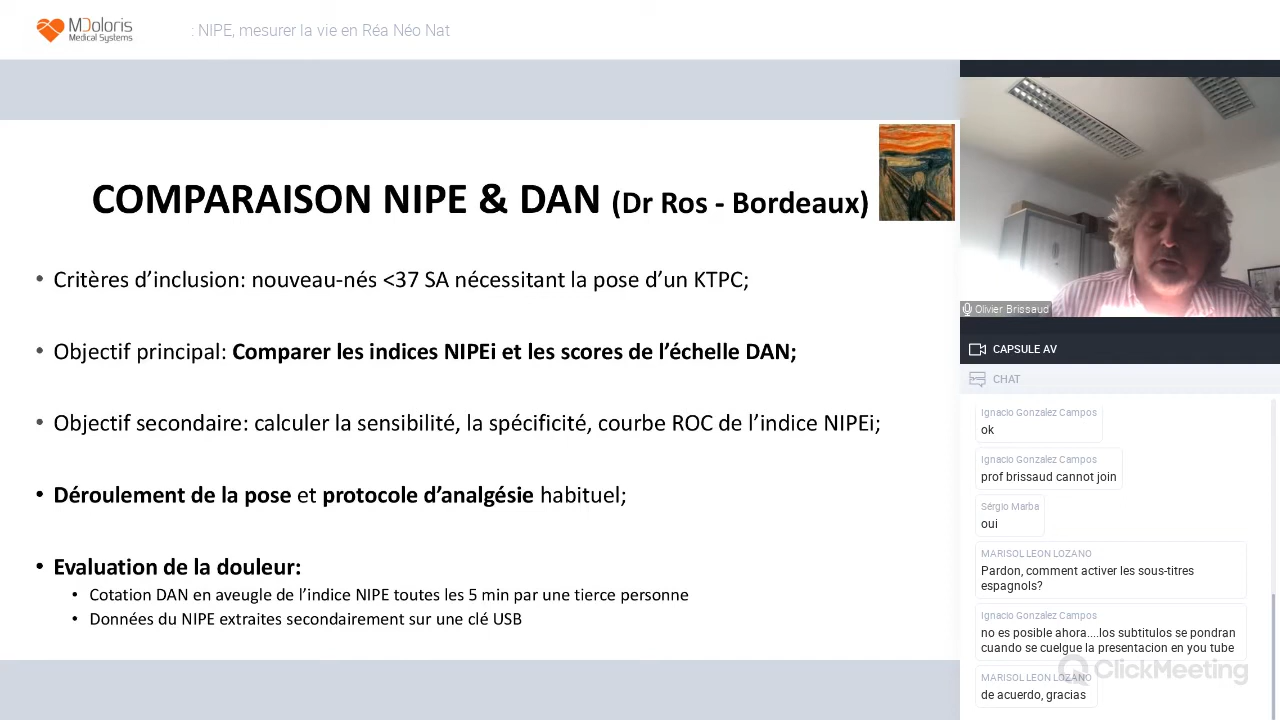 MDoloris
Medical Systems
: NIPE, mesurer la vie en Réa Néo Nat
COMPARAISON NIPE & DAN (Dr Ros - Bordeaux)
• Critères d’inclusion: nouveau-nés <37 SA nécessitant la pose d’un KTPC;
• Objectif principal: Comparer les indices NIPEi et les scores de l’échelle DAN;
• Objectif secondaire: calculer la sensibilité, la spécificité, courbe ROC de l’indice NIPEi;
• Déroulement de la pose et protocole d’analgésie habituel;
• Evaluation de la douleur:
• Cotation DAN en aveugle de l’indice NIPE toutes les 5 min par une tierce personne
• Données du NIPE extraites secondairement sur une clé USB
Olivier Brissaud
CAPSULE AV
CHAT
Ignacio Gonzalez Campos
ok
Ignacio Gonzalez Campos
prof brissaud cannot join
Sérgio Marba
oui
MARISOL LEON LOZANO
Pardon, comment activer les sous-titres
espagnols?
Ignacio Gonzalez Campos
no es posible ahora....los subtitulos se pondran
cuando se cuelgue la presentacion en you tube
ClickMeeting
MARISOL LEON LOZANO
de acuerdo, gracias